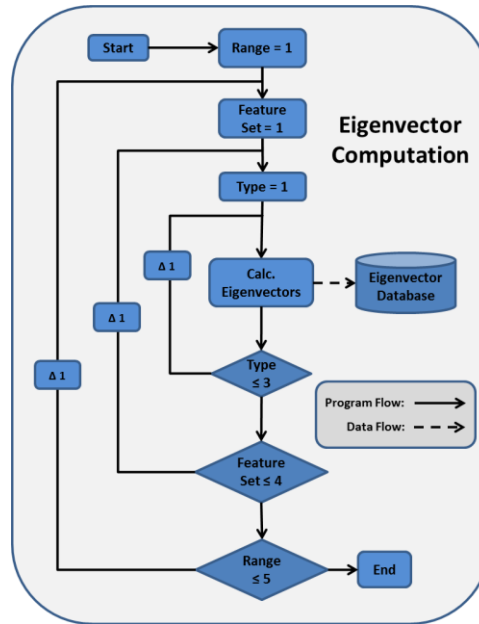 Start
Range = 1
Feature
Set = 1
Eigenvector
Computation
Type = 1
Δ 1
Calc.
Eigenvectors
Eigenvector
Database
Δ 1
Δ 1
Type
≤ 3
Program Flow:
Data Flow:
Feature
Set ≤ 4
Range
≤ 5
End